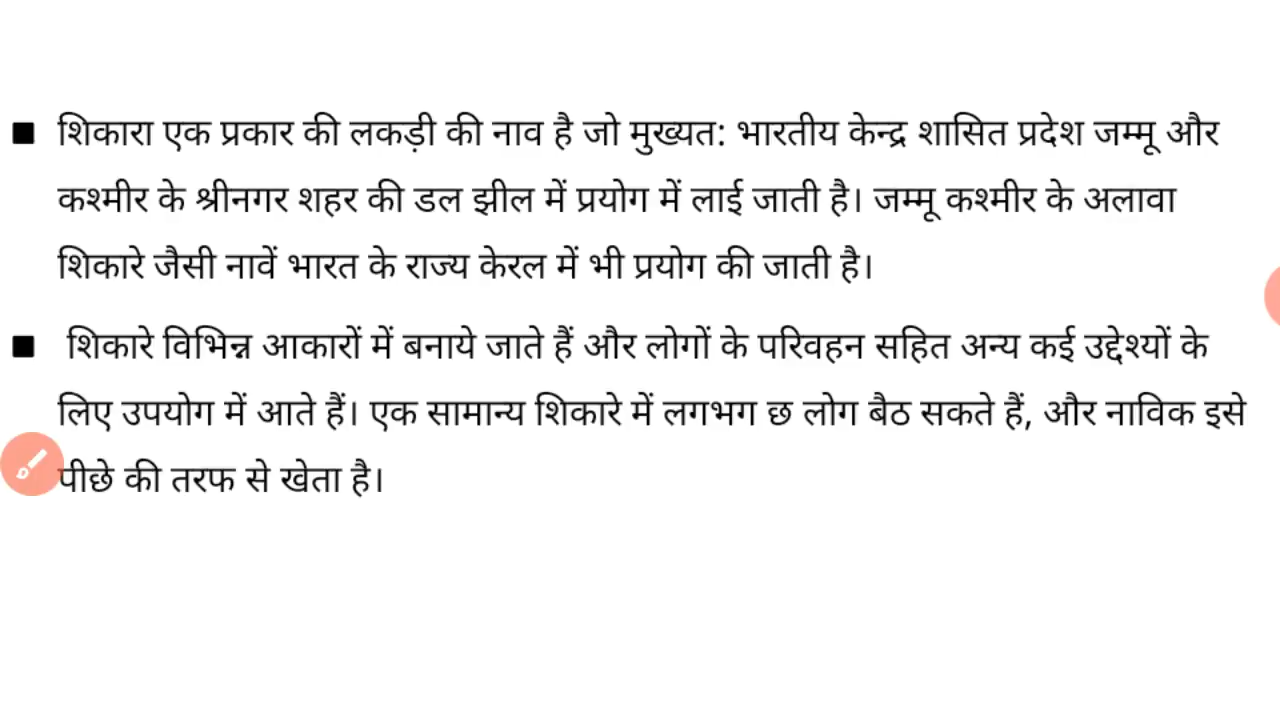 ■ शिकारा एक प्रकार की लकड़ी की नाव है जो मुख्यत: भारतीय केन्द्र शासित प्रदेश जम्मू और
कश्मीर के श्रीनगर शहर की डल झील में प्रयोग में लाई जाती है। जम्मू कश्मीर के अलावा
शिकारे जैसी नावें भारत के राज्य केरल में भी प्रयोग की जाती है।
■ शिकारे विभिन्न आकारों में बनाये जाते हैं और लोगों के परिवहन सहित अन्य कई उद्देश्यों के
लिए उपयोग में आते हैं। एक सामान्य शिकारे में लगभग छ लोग बैठ सकते हैं, और नाविक इसे
पीछे की तरफ से खेता है।